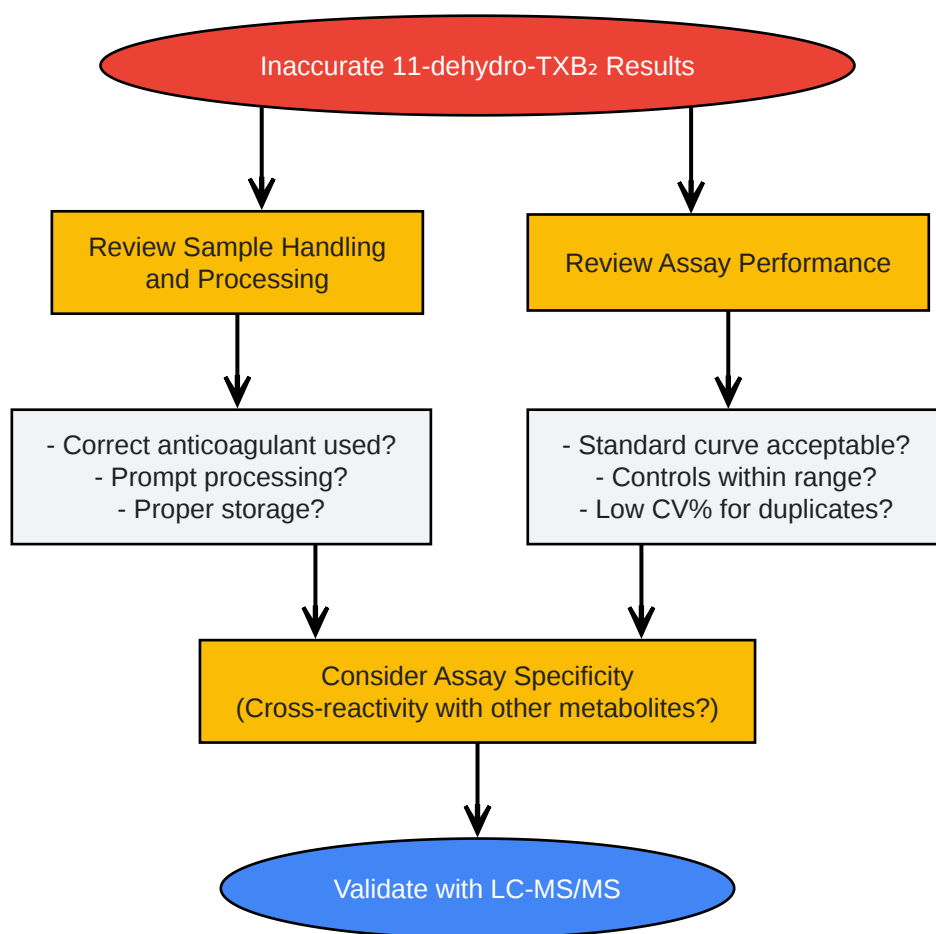 Inaccurate 11-dehydro-TXB₂ Results
Review Sample Handling
and Processing
Review Assay Performance
- Correct anticoagulant used?
- Prompt processing?
- Proper storage?
- Standard curve acceptable?
- Controls within range?
- Low CV% for duplicates?
Consider Assay Specificity
(Cross-reactivity with other metabolites?)
Validate with LC-MS/MS